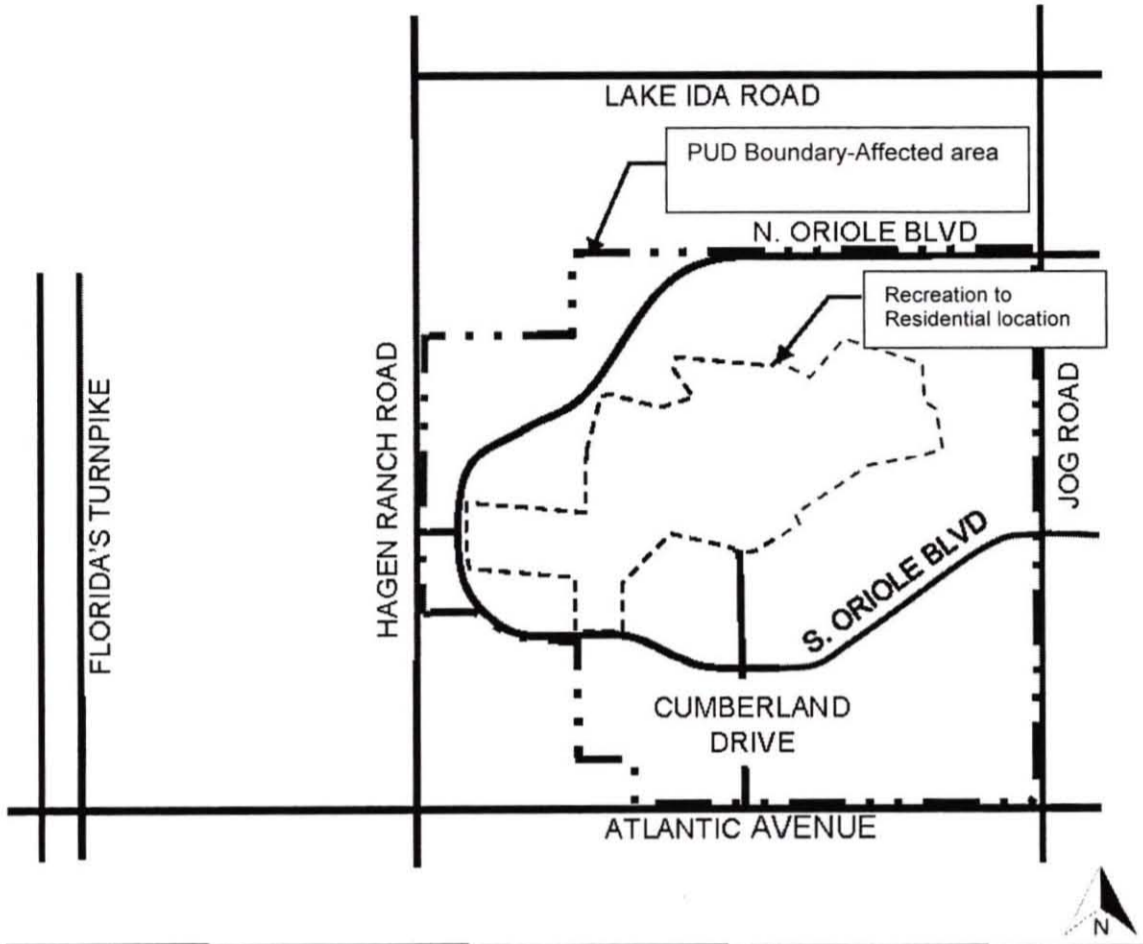 LAKE IDA ROAD
PUD Boundary-Affected area
N. ORIOLE BLVD
Recreation to
Residential location
FLORIDA'S TURNPIKE
HAGEN RANCH ROAD
JOG ROAD
S. ORIOLE BLVD
CUMBERLAND
DRIVE
ATLANTIC AVENUE
N